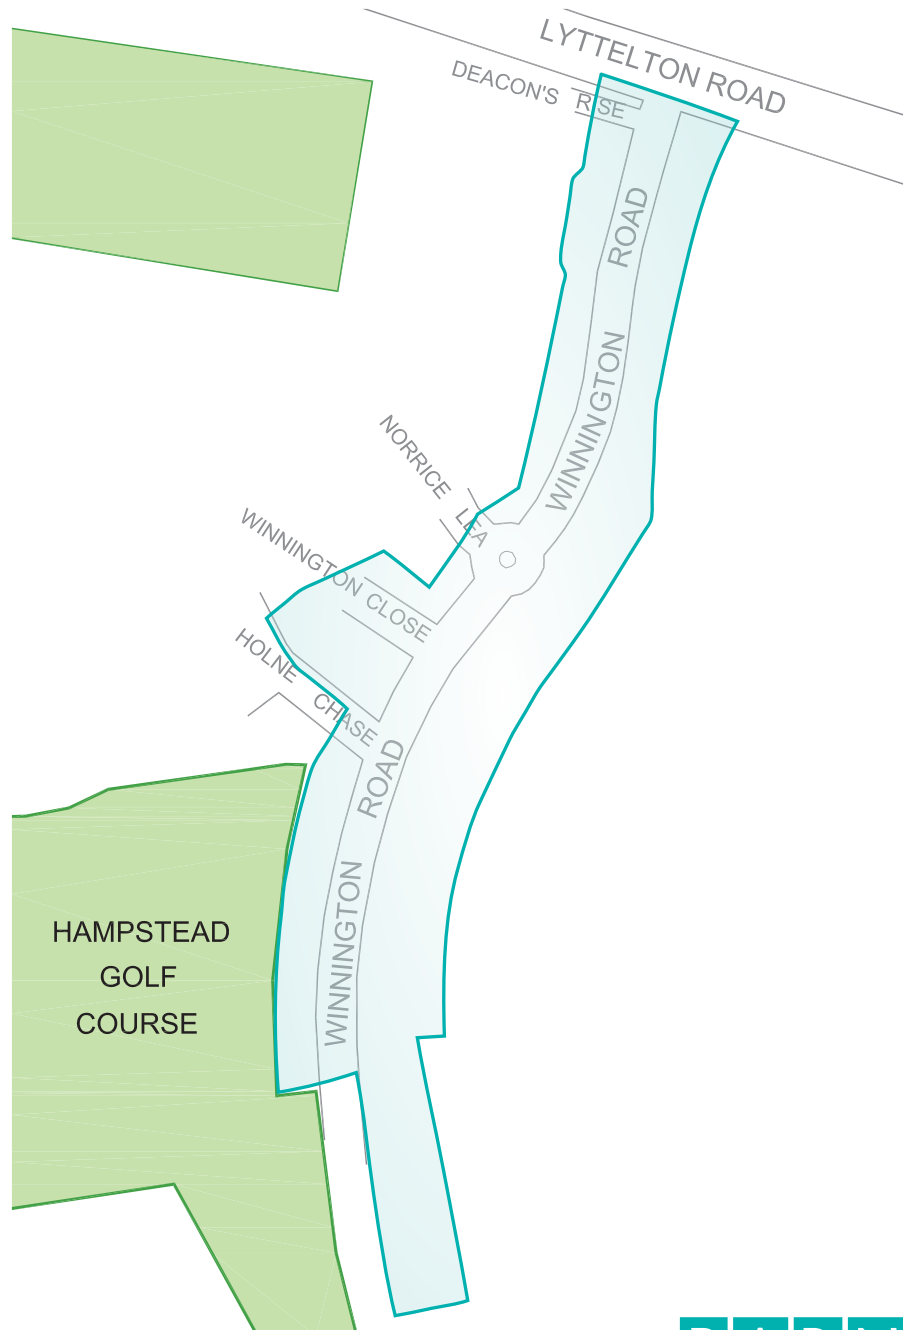 LYTTELTON ROAD
DEACON'S RISE
WINNINGTON ROAD
NORRICE LEA
WINNINGTON CLOSE
HOLNE CHASE
WINNINGTON ROAD
HAMPSTEAD
GOLF
COURSE